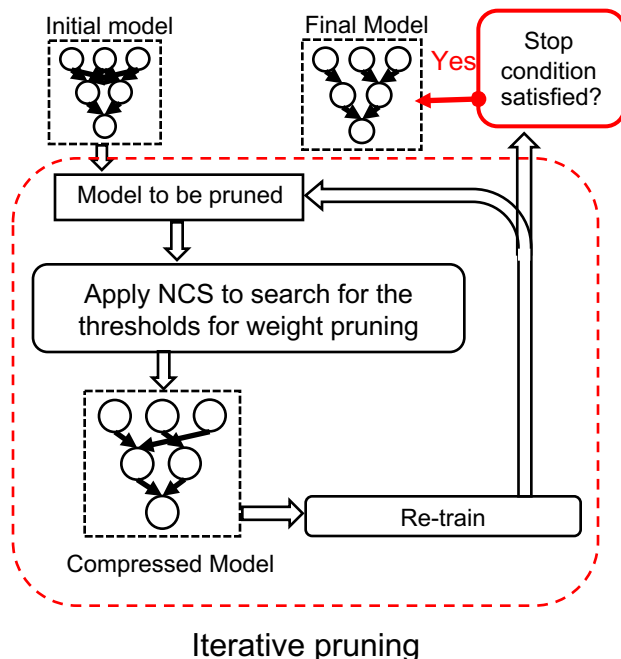 Initial model
Final Model
Yes
Stop
condition
satisfied?
Model to be pruned
Apply NCS to search for the
thresholds for weight pruning
Re-train
Compressed Model
Iterative pruning